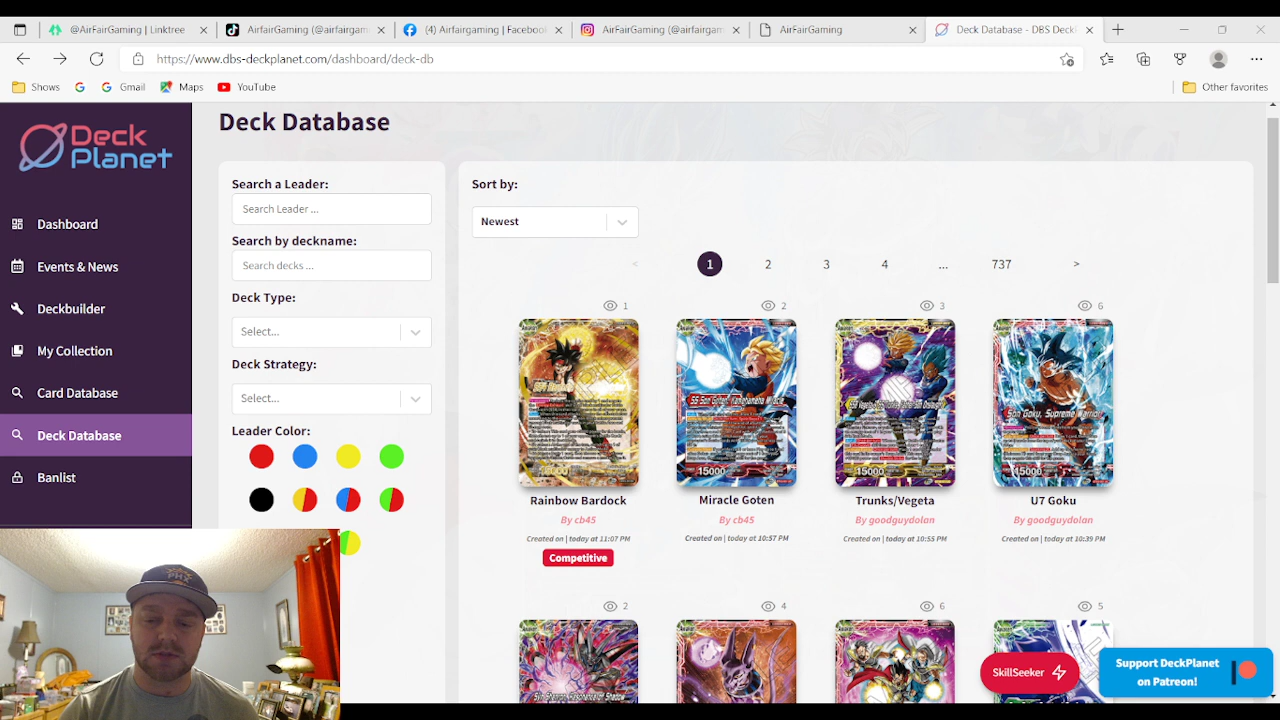 @AirFairGaming | Linktree
AirfairGaming (@airfairgam
(4) Airfairgaming | Facebook
AirFairGaming (@airfairgam
AirFairGaming
Deck Database - DBS Deck
https://www.dbs-deckplanet.com/dashboard/deck-db
Shows
Gmail
Maps
YouTube
Other favorites
Deck
Planet
Dashboard
Events & News
Deckbuilder
My Collection
Card Database
Deck Database
Banlist
Deck Database
Search a Leader:
Search Leader ...
Search by deckname:
Search decks ...
Deck Type:
Select...
Deck Strategy:
Select...
Leader Color:
Sort by:
Newest
< 1 2 3 4 ... 737 >
1 2 3 6
15000 15000 15000 15000
Son Goku, Supreme Warrior
Rainbow Bardock Miracle Goten Trunks/Vegeta U7 Goku
By cb45 By cb45 By goodguydolan By goodguydolan
Created on | today at 11:07 PM Created on | today at 10:57 PM Created on | today at 10:55 PM Created on | today at 10:39 PM
Competitive
2 4 6 5
SkillSeeker
Support DeckPlanet
on Patreon!